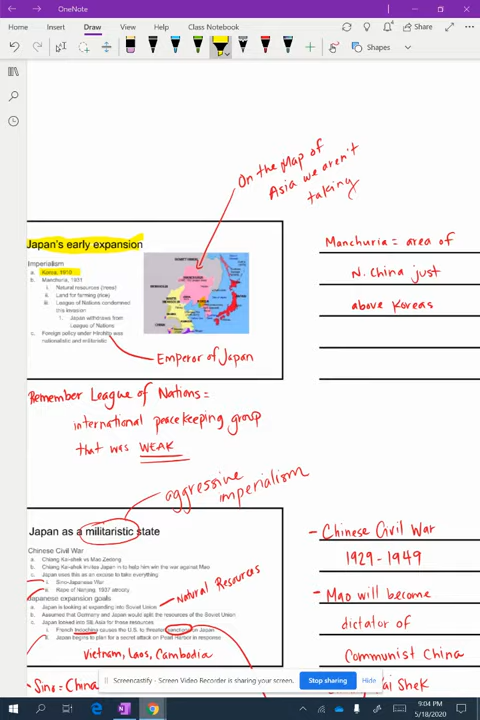 OneNote
Home Insert Draw View Help Class Notebook
Share
Shapes
On the Map of
Asia we aren't
taking
Japan's early expansion
Imperialism
a. Korea, 1910
b. Manchuria, 1931
i. Natural resources (trees)
ii. Land for farming (rice)
iii. League of Nations condemned
this invasion
1. Japan withdraws from
League of Nations
c. Foreign policy under Hirohito was
nationalistic and militaristic
Emperor of Japan
Manchuria = area of
N. China just
above Koreas
Remember League of Nations =
international peacekeeping group
that was WEAK
aggressive
imperialism
Japan as a militaristic state
Chinese Civil War
a. Chiang Kai-shek vs Mao Zedong
b. Chiang Kai-shek invites Japan in to help him win the war against Mao
c. Japan uses this as an excuse to take everything
i. Sino-Japanese War
ii. Rape of Nanjing, 1937 atrocity
Japanese expansion goals
a. Japan is looking at expanding into Soviet Union
b. Assumed that Germany and Japan would split the resources of the Soviet Union
c. Japan looked into SE Asia for these resources
i. French Indochina causes the U.S. to threaten on Japan
ii. Japan begins to plan for a secret attack on Pearl Harbor in response
Natural Resources
Vietnam, Laos, Cambodia
- Sino = China
- Chinese Civil War
1929-1949
- Mao will become
dictator of
Communist China
Kai Shek
Screencastify - Screen Video Recorder is sharing your screen.
Stop sharing
Hide
9:04 PM
5/18/2020